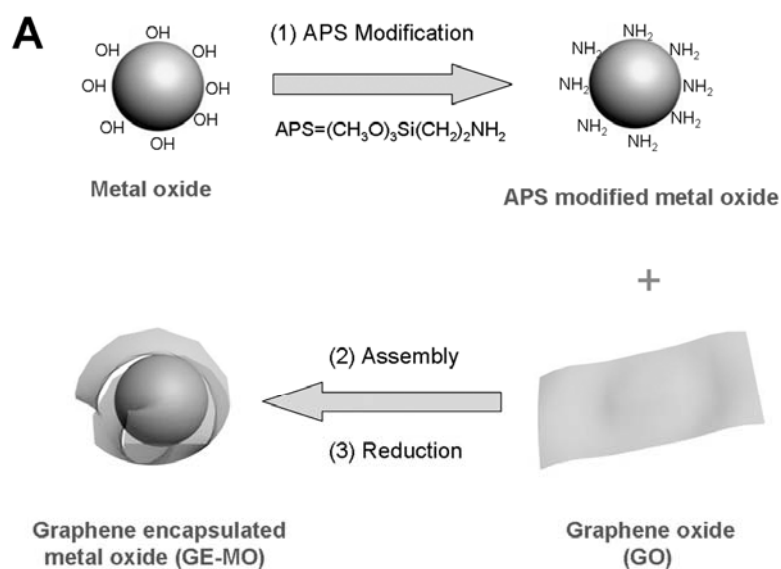 A
(1) APS Modification
APS=(CH₃O)₃Si(CH₂)₂NH₂
OH
OH
OH
OH
OH
OH
OH
OH
Metal oxide
NH₂
NH₂
NH₂
NH₂
NH₂
NH₂
NH₂
NH₂
APS modified metal oxide
+
(2) Assembly
(3) Reduction
Graphene encapsulated
metal oxide (GE-MO)
Graphene oxide
(GO)